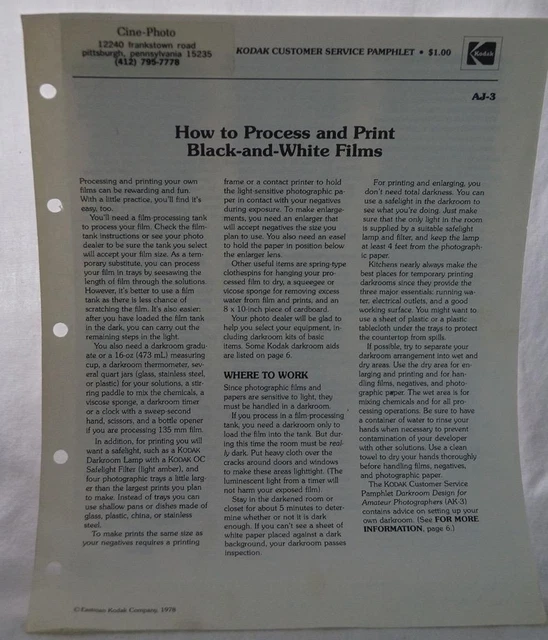 Cine-Photo
12240 frankstown road
pittsburgh, pennsylvania 15235
(412) 795-7778
KODAK CUSTOMER SERVICE PAMPHLET • $1.00
Kodak
AJ-3
How to Process and Print
Black-and-White Films
Processing and printing your own
films can be rewarding and fun.
With a little practice, you'll find it's
easy, too.
You'll need a film processing tank
to process your film. Check the film-
tank instructions or see your photo
dealer to be sure the tank you select
will accept your film size. As a tem-
porary substitute, you can process
your film in trays by seesawing the
length of film through the solutions.
However, it's better to use a film
tank as there is less chance of
scratching the film. It's also easier:
after you have loaded the film tank
in the dark, you can carry out the
remaining steps in the light.
You also need a darkroom gradu-
ate or a 16-oz (473 mL) measuring
cup, a darkroom thermometer, sev-
eral quart jars (glass, stainless steel,
or plastic) for your solutions, a stir-
ring paddle to mix the chemicals, a
viscose sponge, a darkroom timer
or a clock with a sweep-second
hand, scissors, and a bottle opener
if you are processing 135 mm film.
In addition, for printing you will
want a safelight, such as a KODAK
Darkroom Lamp with a KODAK OC
Safelight Filter (light amber), and
four photographic trays a little larg-
er than the largest prints you plan
to make. Instead of trays you can
use shallow pans or dishes made of
glass, plastic, china, or stainless
steel.
To make prints the same size as
your negatives requires a printing
frame or a contact printer to hold
the light-sensitive photographic pa-
per in contact with your negatives
during exposure. To make enlarge-
ments, you need an enlarger that
will accept negatives the size you
plan to use. You also need an easel
to hold the paper in position below
the enlarger lens.
Other useful items are spring-type
clothespins for hanging your pro-
cessed film to dry, a squeegee or
viscose sponge for removing excess
water from film and prints, and an
8 x 10-inch piece of cardboard.
Your photo dealer will be glad to
help you select your equipment, in-
cluding darkroom kits of basic
items. Some Kodak darkroom aids
are listed on page 6.
WHERE TO WORK
Since photographic films and
papers are sensitive to light, they
must be handled in a darkroom.
If you process in a film processing
tank, you need a darkroom only to
load the film into the tank. But dur-
ing this time the room must be real-
ly dark. Put heavy cloth over the
cracks around doors and windows
to make these areas lighttight. (The
luminescent light from a timer will
not harm your exposed film)
Stay in the darkened room or
closet for about 5 minutes to deter-
mine whether or not it is dark
enough. If you can't see a sheet of
white paper placed against a dark
background, your darkroom passes
inspection.
For printing and enlarging, you
don't need total darkness. You can
use a safelight in the darkroom to
see what you're doing. Just make
sure that the only light in the room
is supplied by a suitable safelight
lamp and filter, and keep the lamp
at least 4 feet from the photograph-
ic paper.
Kitchens nearly always make the
best places for temporary printing
darkrooms since they provide the
three major essentials: running wa-
ter, electrical outlets, and a good
working surface. You might want to
use a sheet of plastic or a plastic
tablecloth under the trays to protect
the countertop from spills.
If possible, try to separate your
darkroom arrangement into wet and
dry areas. Use the dry area for en-
larging and printing and for han-
dling films, negatives, and photo-
graphic paper. The wet area is for
mixing chemicals and for all pro-
cessing operations. Be sure to have
a container of water to rinse your
hands when necessary to prevent
contamination of your developer
with other solutions. Use a clean
towel to dry your hands thoroughly
before handling films, negatives,
and photographic paper.
The KODAK Customer Service
Pamphlet Darkroom Design for
Amateur Photographers (AK-3)
contains advice on setting up your
own darkroom. (See FOR MORE
INFORMATION, page 6.)
© Eastman Kodak Company, 1978